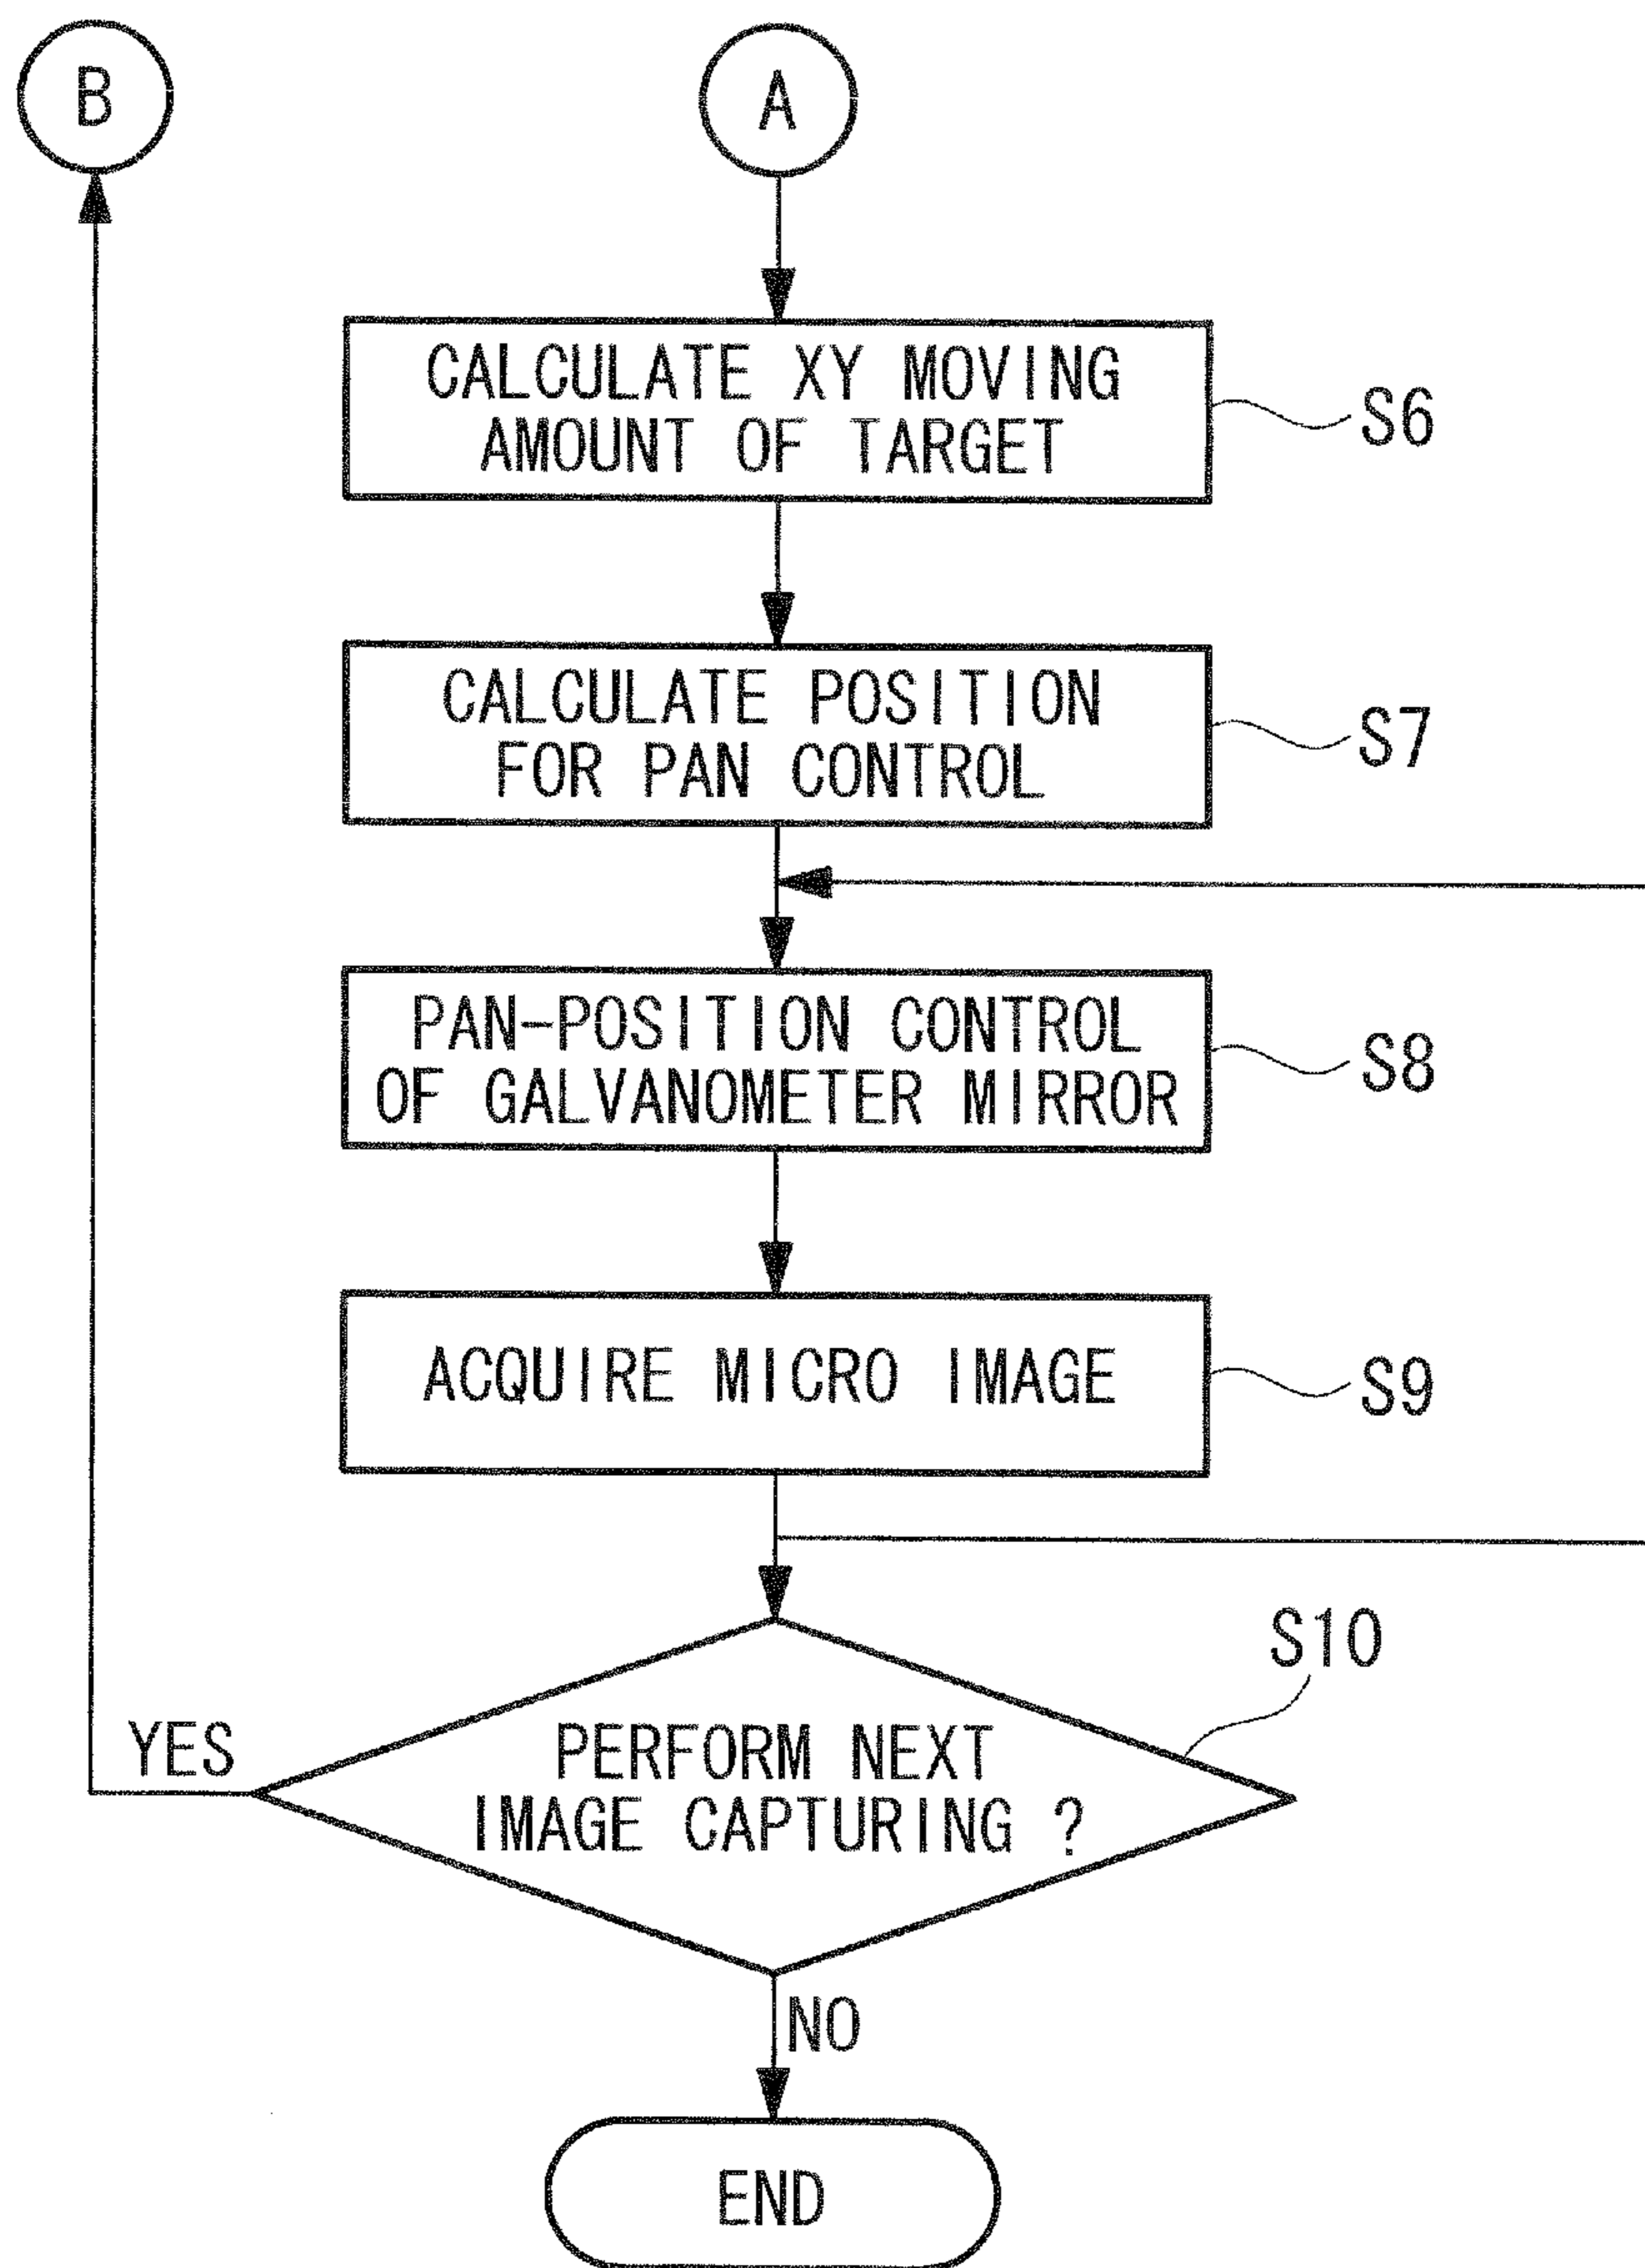 B
A
CALCULATE XY MOVING
AMOUNT OF TARGET
S6
CALCULATE POSITION
FOR PAN CONTROL
S7
PAN-POSITION CONTROL
OF GALVANOMETER MIRROR
S8
ACQUIRE MICRO IMAGE
S9
S10
YES
PERFORM NEXT
IMAGE CAPTURING ?
NO
END